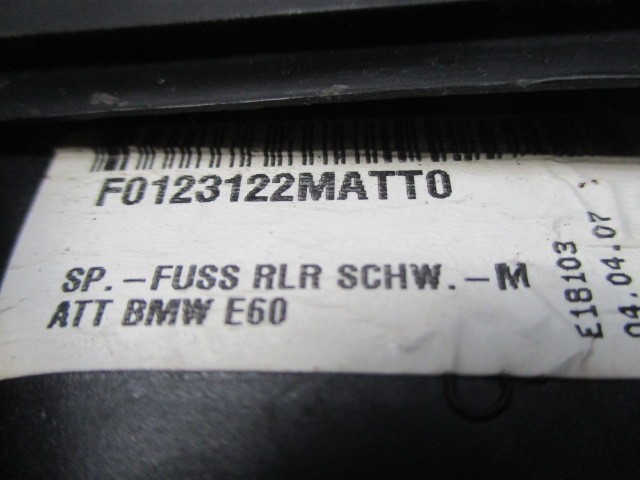 F0123122MATT0
SP.-FUSS RLR SCHW.-M
ATT BMW E60
E18103
04.04.07